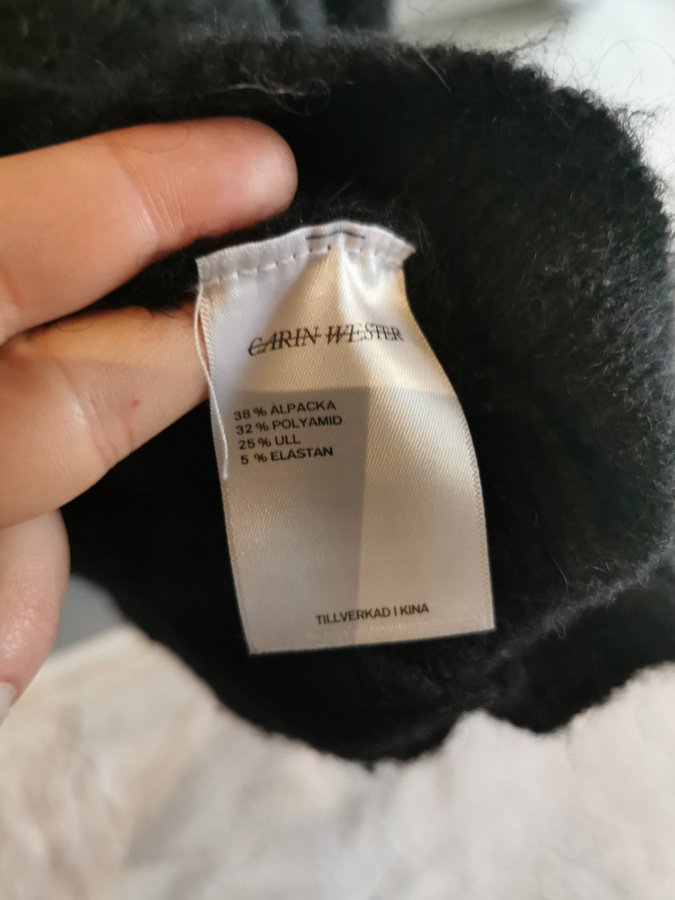 CARIN WESTER
38 % ALPACKA
32 % POLYAMID
25 % ULL
5 % ELASTAN
TILLVERKAD I KINA